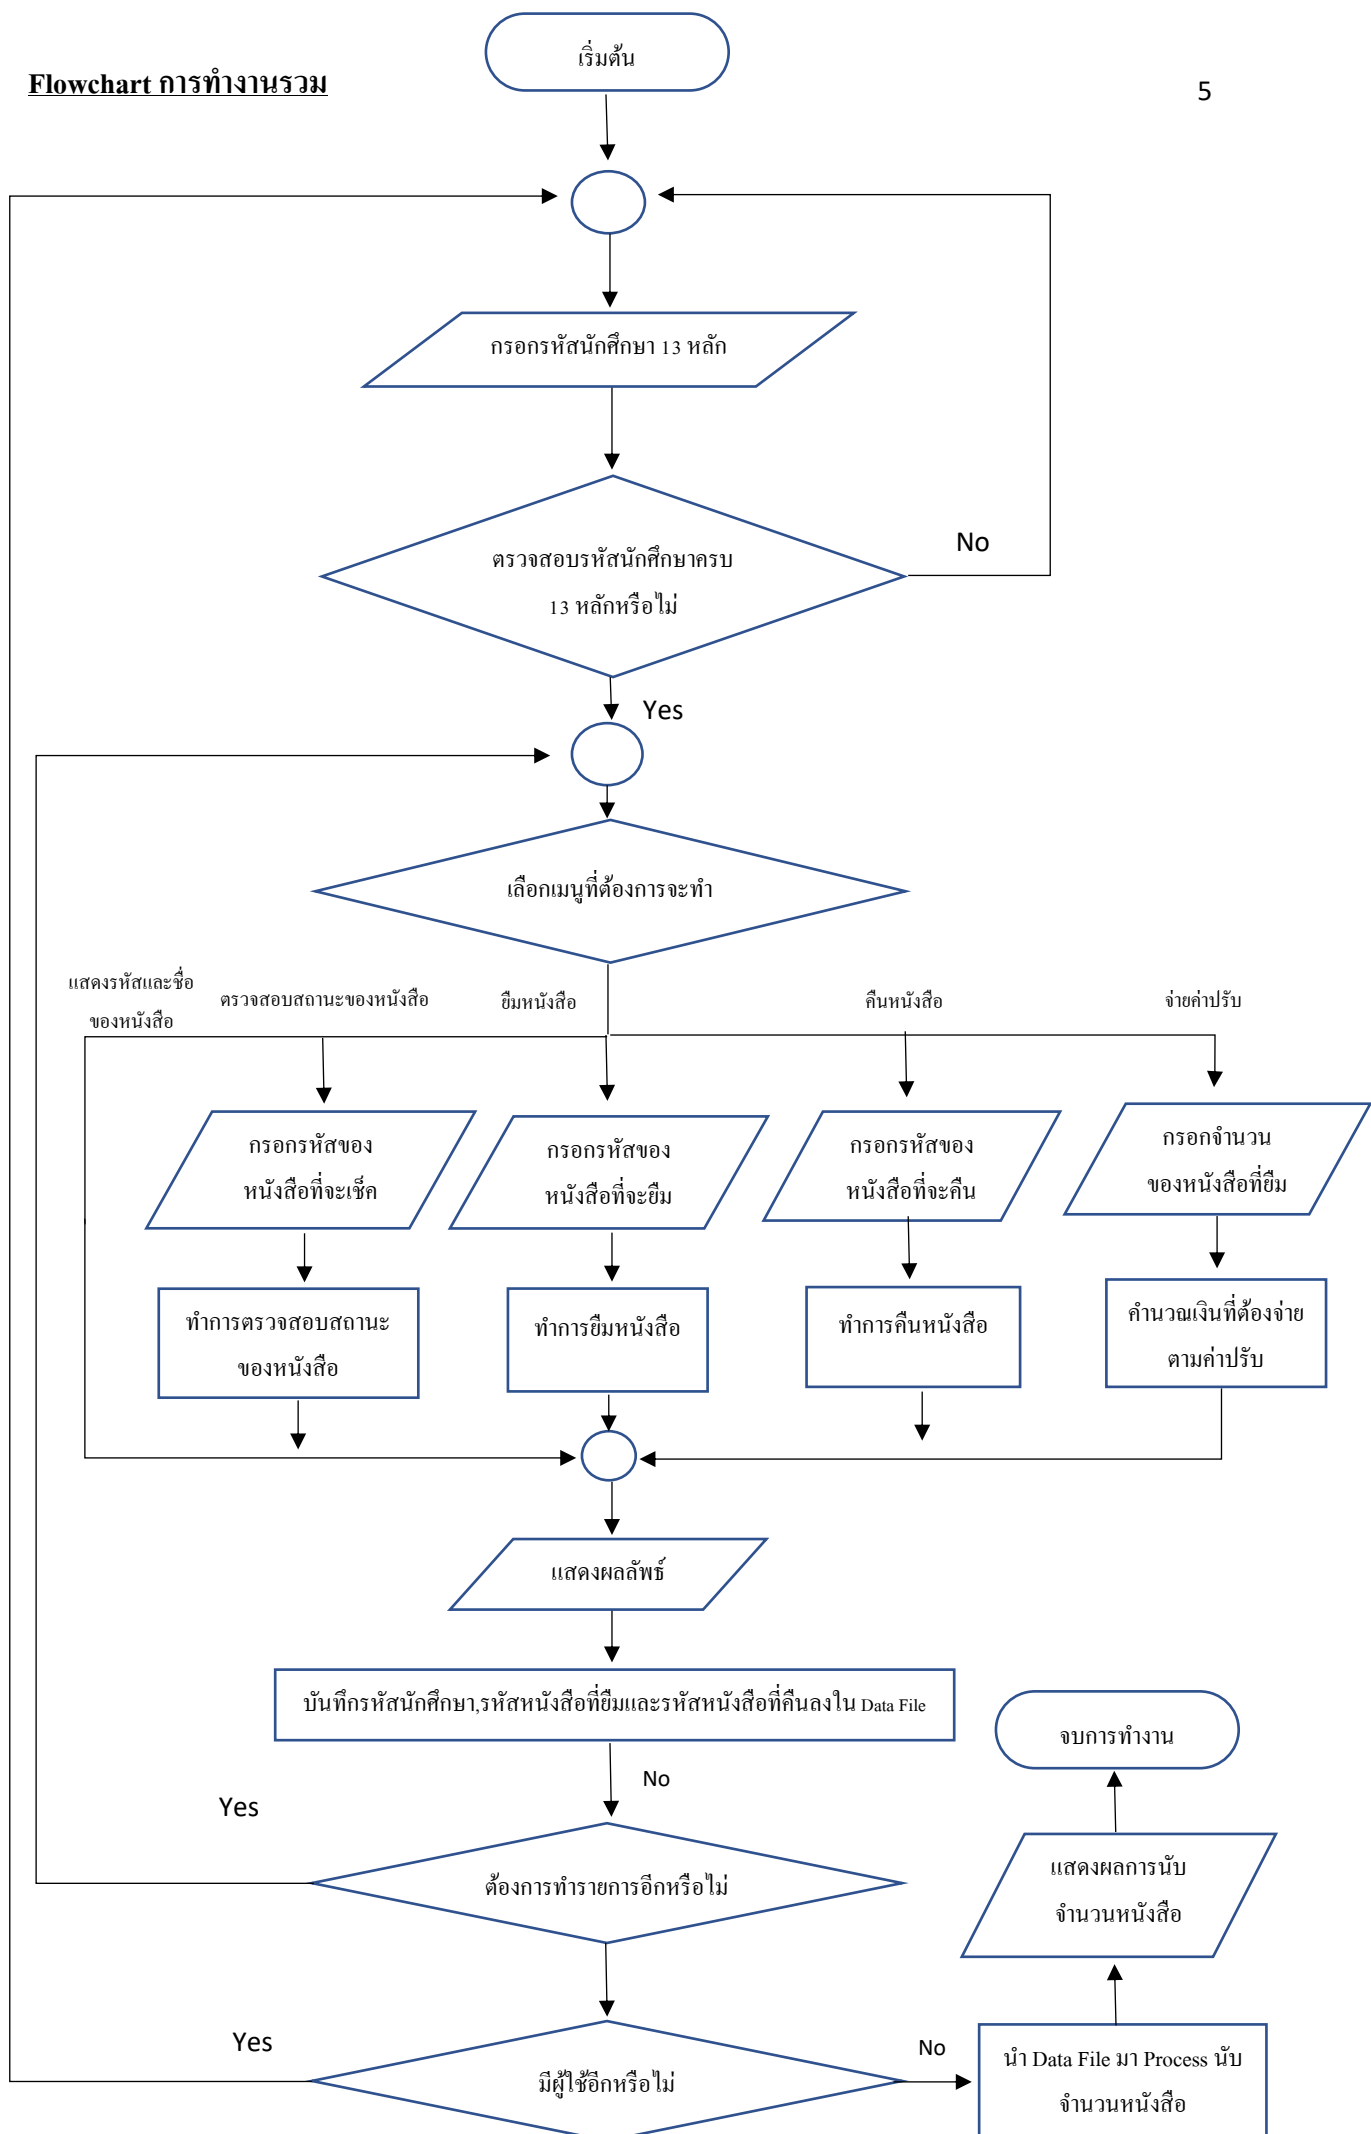 เริ่มต้น
Flowchart การทำงานรวม
5
กรอกรหัสนักศึกษา 13 หลัก
ตรวจสอบรหัสนักศึกษาครบ
13 หลักหรือไม่
No
Yes
เลือกเมนูที่ต้องการจะทำ
แสดงรหัสและชื่อ
ของหนังสือ
ตรวจสอบสถานะของหนังสือ
ยืมหนังสือ
คืนหนังสือ
จ่ายค่าปรับ
กรอกรหัสของ
หนังสือที่จะเช็ค
กรอกรหัสของ
หนังสือที่จะยืม
กรอกรหัสของ
หนังสือที่จะคืน
กรอกจำนวน
ของหนังสือที่ยืม
ทำการตรวจสอบสถานะ
ของหนังสือ
ทำการยืมหนังสือ
ทำการคืนหนังสือ
คำนวณเงินที่ต้องจ่าย
ตามค่าปรับ
แสดงผลลัพธ์
บันทึกรหัสนักศึกษา,รหัสหนังสือที่ยืมและรหัสหนังสือที่คืนลงใน Data File
จบการทำงาน
No
Yes
ต้องการทำรายการอีกหรือไม่
แสดงผลการนับ
จำนวนหนังสือ
Yes
มีผู้ใช้อีกหรือไม่
No
นำ Data File มา Process นับ
จำนวนหนังสือ